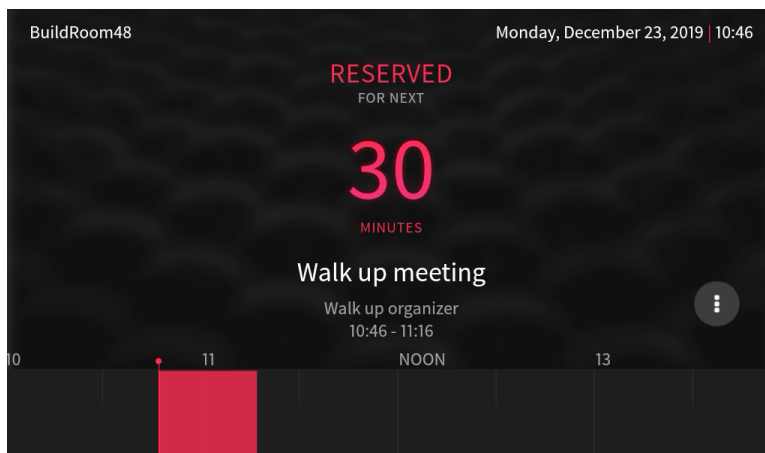 BuildRoom48
Monday, December 23, 2019 | 10:46
RESERVED
FOR NEXT
30
MINUTES
Walk up meeting
Walk up organizer
10:46 - 11:16
10 11 NOON 13